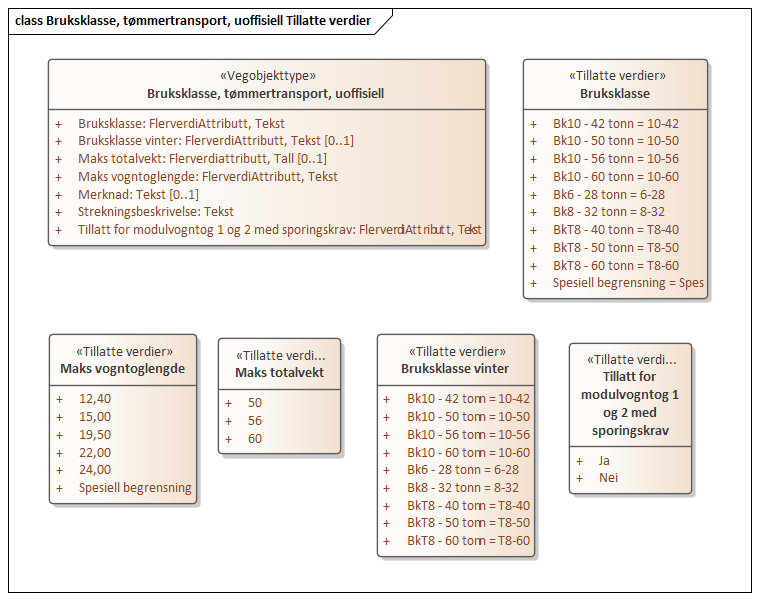 class Bruksklasse, tømmertransport, uoffisiell Tillatte verdier
«Vegobjekttype»
Bruksklasse, tømmertransport, uoffisiell
+ Bruksklasse: FlerverdiAttributt, Tekst
+ Bruksklasse vinter: FlerverdiAttributt, Tekst [0..1]
+ Maks totalvekt: Flerverdiattributt, Tall [0..1]
+ Maks vogntoglengde: FlerverdiAttributt, Tekst
+ Merknad: Tekst [0..1]
+ Strekningsbeskrivelse: Tekst
+ Tillatt for modulvogntog 1 og 2 med sporingskrav: FlerverdiAttributt, Tekst
«Tillatte verdier»
Bruksklasse
+ Bk10 - 42 tonn = 10-42
+ Bk10 - 50 tonn = 10-50
+ Bk10 - 56 tonn = 10-56
+ Bk10 - 60 tonn = 10-60
+ Bk6 - 28 tonn = 6-28
+ Bk8 - 32 tonn = 8-32
+ BkT8 - 40 tonn = T8-40
+ BkT8 - 50 tonn = T8-50
+ BkT8 - 60 tonn = T8-60
+ Spesiell begrensning = Spes
«Tillatte verdier»
Maks vogntoglengde
+ 12,40
+ 15,00
+ 19,50
+ 22,00
+ 24,00
+ Spesiell begrensning
«Tillatte verdi...
Maks totalvekt
+ 50
+ 56
+ 60
«Tillatte verdier»
Bruksklasse vinter
+ Bk10 - 42 tonn = 10-42
+ Bk10 - 50 tonn = 10-50
+ Bk10 - 56 tonn = 10-56
+ Bk10 - 60 tonn = 10-60
+ Bk6 - 28 tonn = 6-28
+ Bk8 - 32 tonn = 8-32
+ BkT8 - 40 tonn = T8-40
+ BkT8 - 50 tonn = T8-50
+ BkT8 - 60 tonn = T8-60
«Tillatte verdi...
Tillatt for
modulvogntog 1
og 2 med
sporingskrav
+ Ja
+ Nei